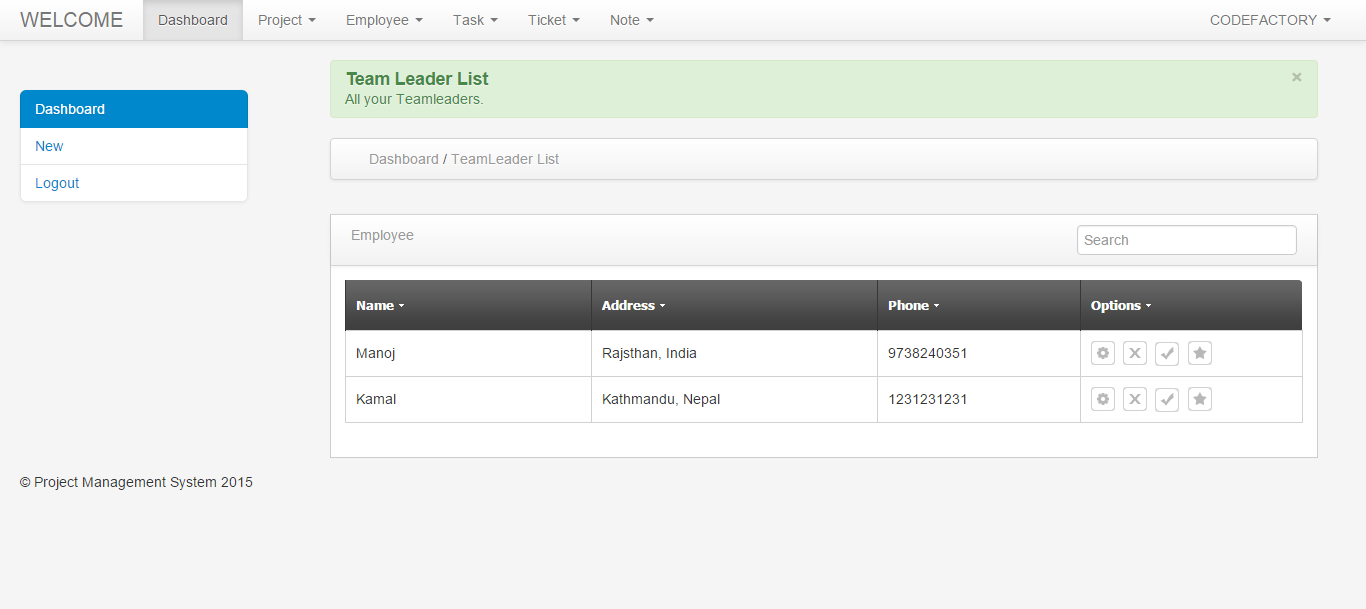 WELCOME Dashboard Project Employee Task Ticket Note CODEFACTORY
Dashboard
New
Logout
Team Leader List ×
All your Teamleaders.
Dashboard / TeamLeader List
Employee Search
Name Address Phone Options
Manoj Rajsthan, India 9738240351
Kamal Kathmandu, Nepal 1231231231
© Project Management System 2015